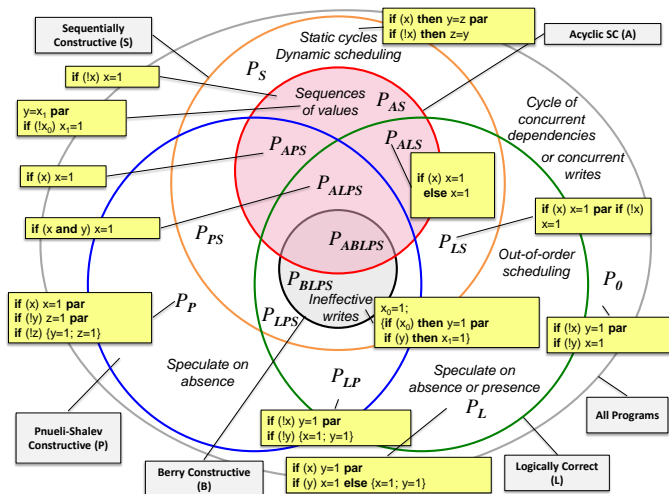 if (x) then y=z par
if (!x) then z=y
Sequentially
Constructive (S)
Static cycles
Dynamic scheduling
Acyclic SC (A)
P_S
if (!x) x=1
Sequences
of values
P_AS
y=x₁ par
if (!x₀) x₁=1
Cycle of
concurrent
dependencies
or concurrent
writes
P_APS
P_ALS
if (x) x=1
P_ALPS
if (x) x=1
else x=1
if (x and y) x=1
P_PS
P_ABLPS
P_LS
if (x) x=1 par if (!x)
x=1
Out-of-order
scheduling
P_BLPS
P_0
Ineffective
writes
P_P
if (x) x=1 par
if (!y) z=1 par
if (!z) {y=1; z=1}
P_LPS
x₀=1;
{if (x₀) then y=1 par
if (y) then x₁=1}
if (!x) y=1 par
if (!y) x=1
Speculate on
absence
P_LP
Speculate on
absence or presence
P_L
Pnueli-Shalev
Constructive (P)
if (!x) y=1 par
if (!y) {x=1; y=1}
All Programs
Berry Constructive
(B)
if (x) y=1 par
if (y) x=1 else {x=1; y=1}
Logically Correct
(L)